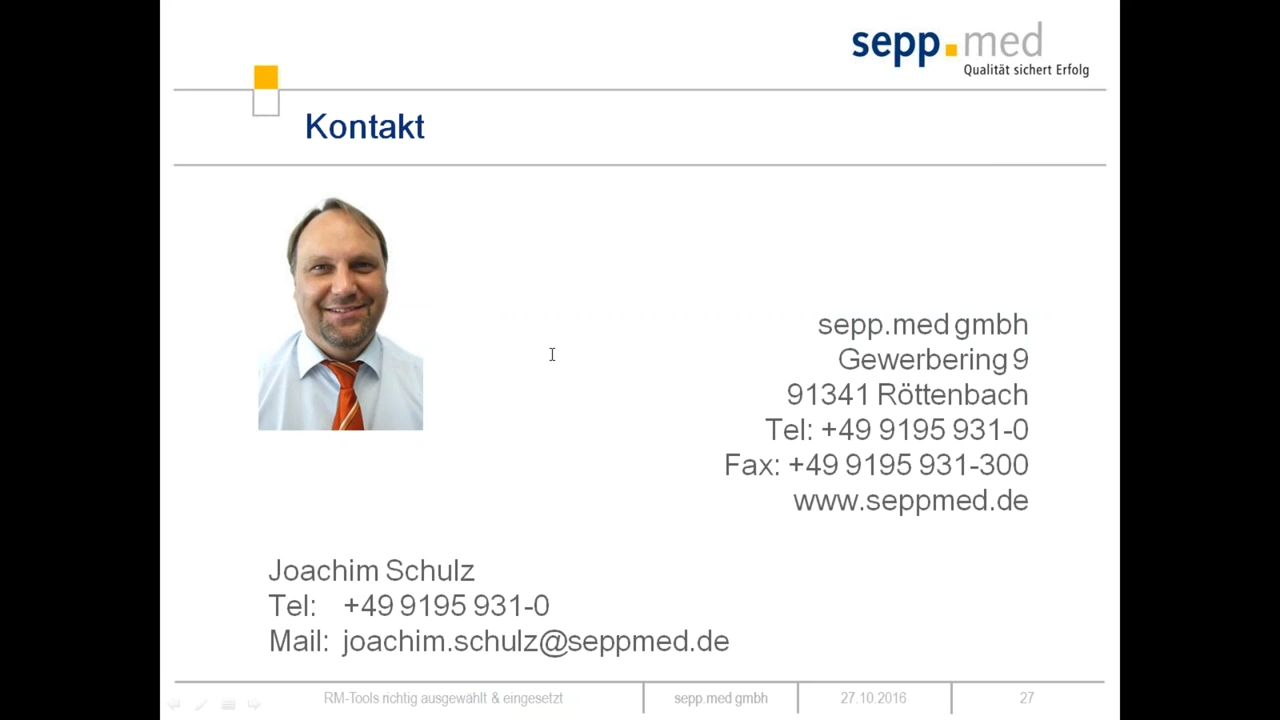 sepp.med
Qualität sichert Erfolg
Kontakt
sepp.med gmbh
Gewerbering 9
91341 Röttenbach
Tel: +49 9195 931-0
Fax: +49 9195 931-300
www.seppmed.de
Joachim Schulz
Tel: +49 9195 931-0
Mail: joachim.schulz@seppmed.de
RM-Tools richtig ausgewählt & eingesetzt
sepp.med gmbh
27.10.2016
27